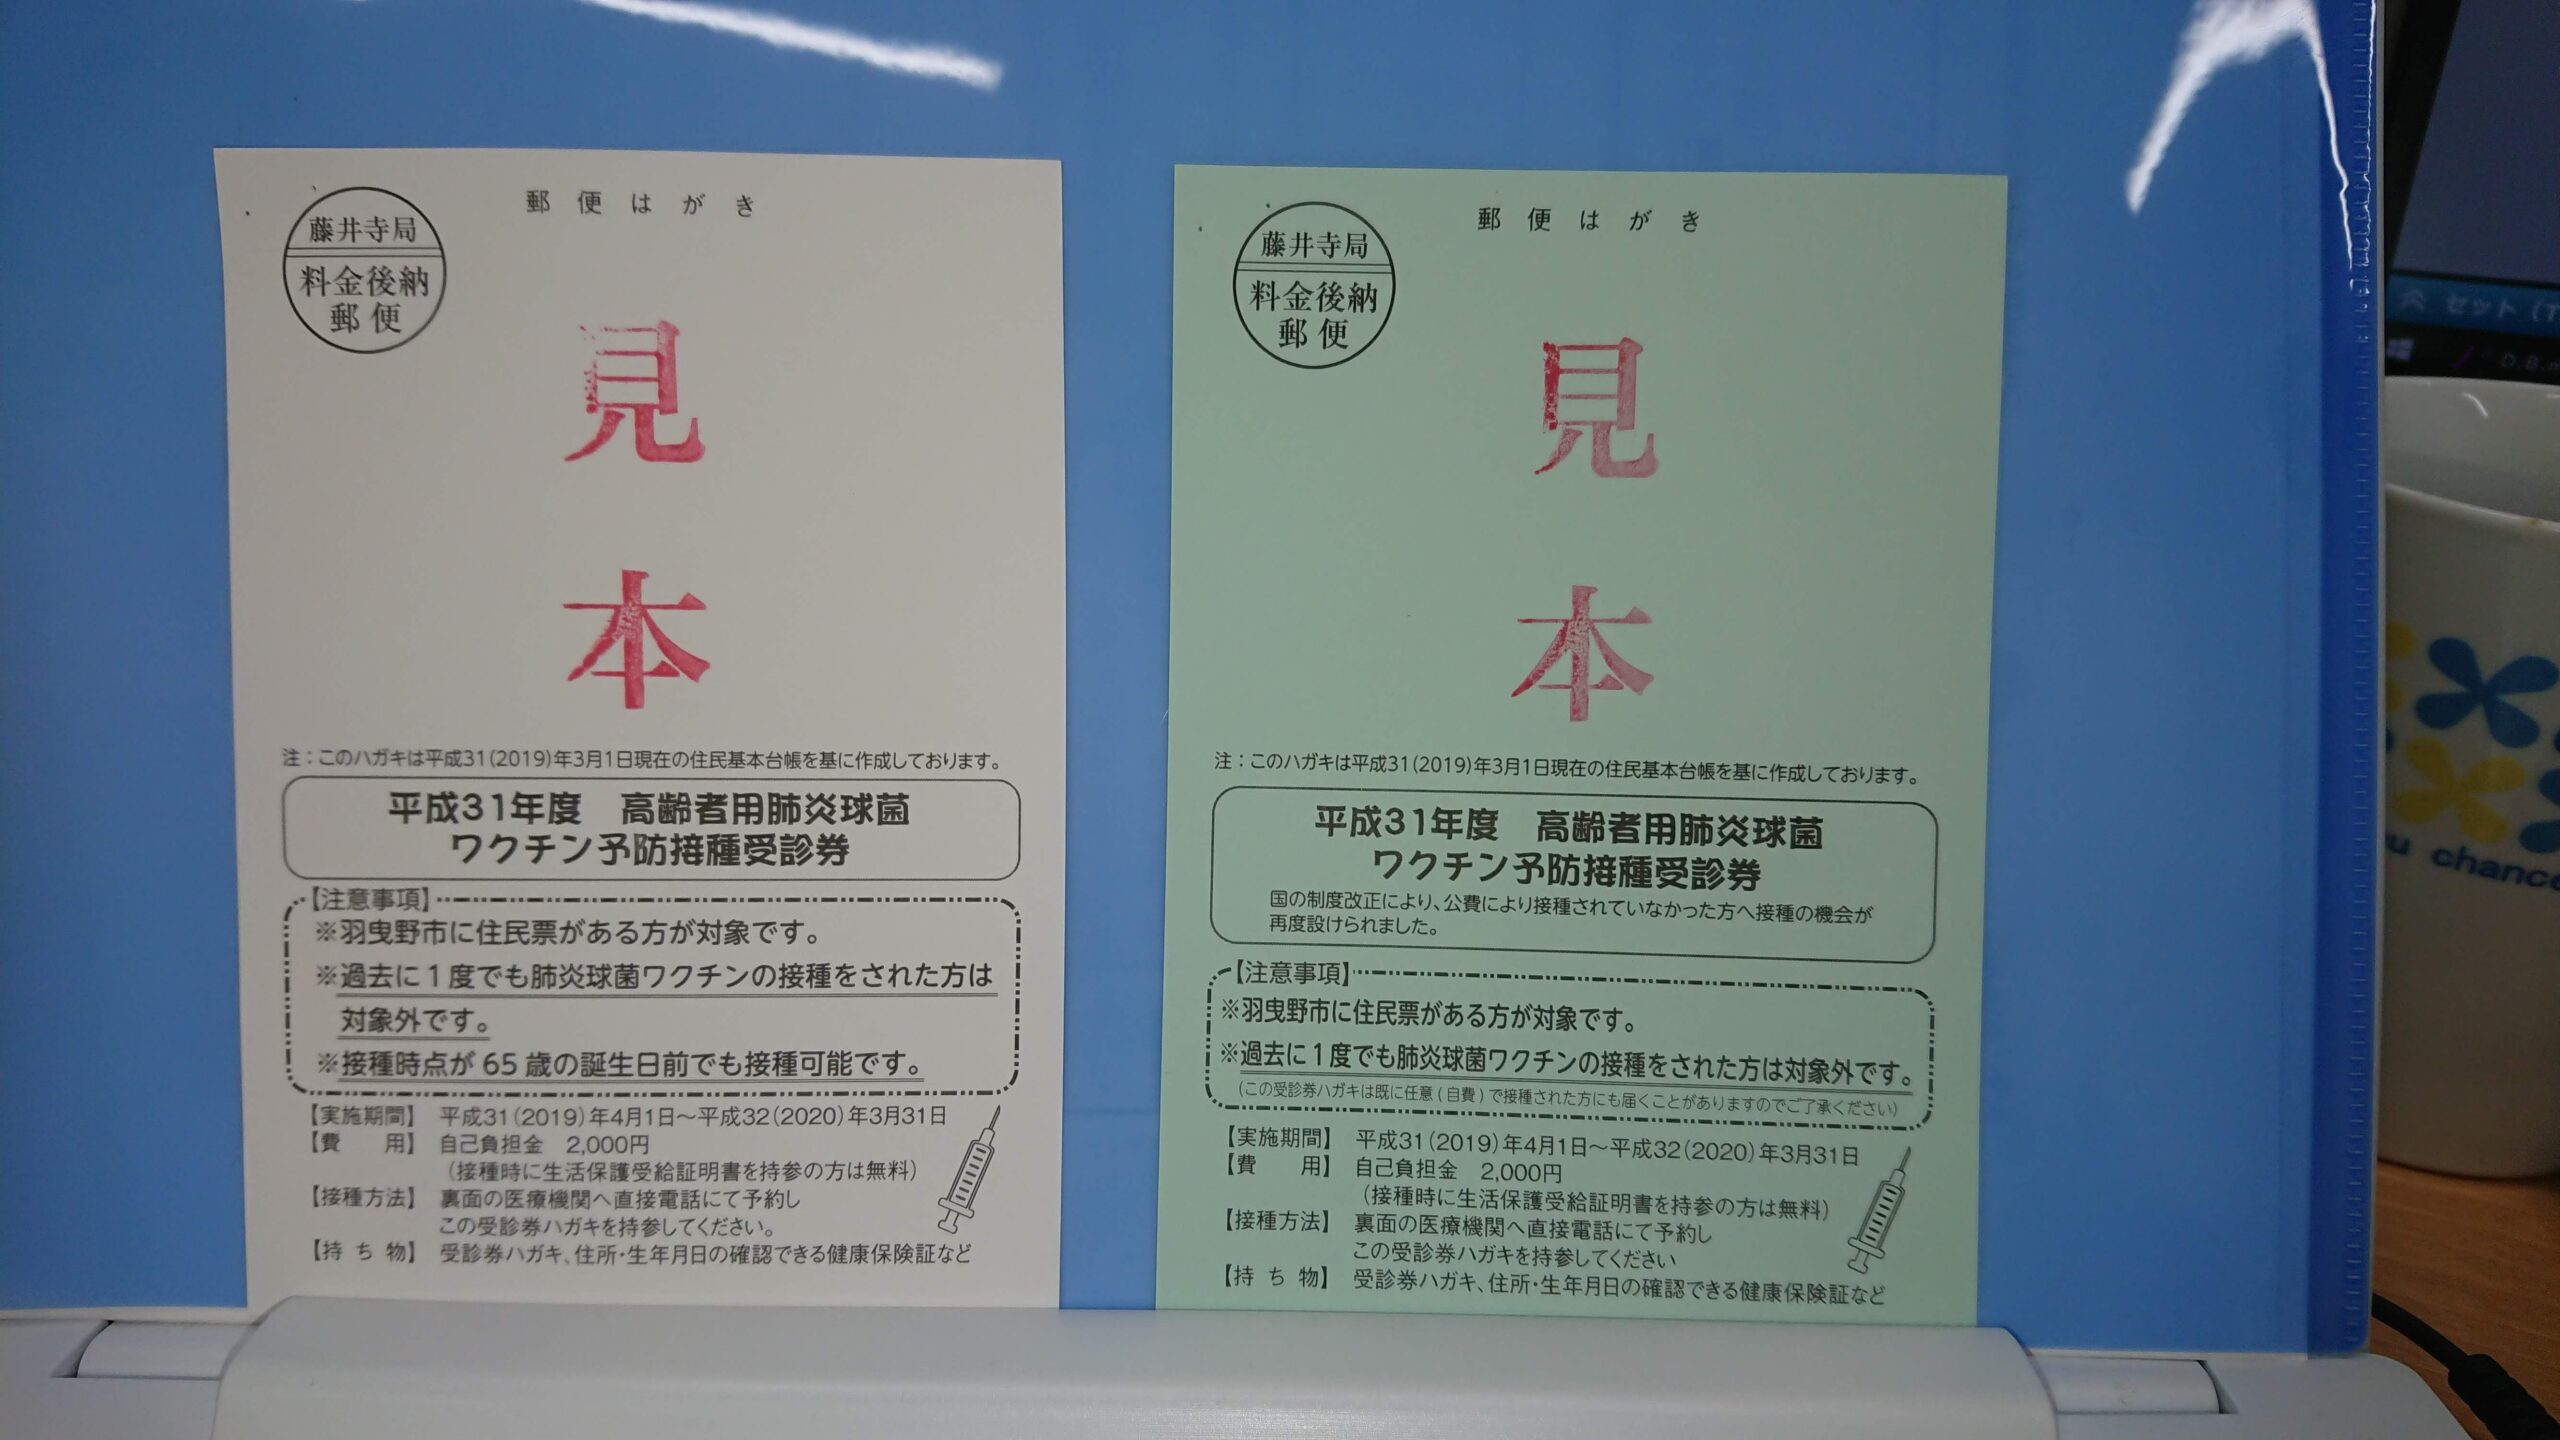 郵便はがき
藤井寺局
料金後納
郵便
見
本
注：このハガキは平成31(2019)年3月1日現在の住民基本台帳を基に作成しております。
平成31年度　高齢者用肺炎球菌
ワクチン予防接種受診券
【注意事項】
※羽曳野市に住民票がある方が対象です。
※過去に１度でも肺炎球菌ワクチンの接種をされた方は
対象外です。
※接種時点が 65 歳の誕生日前でも接種可能です。
【実施期間】 平成31(2019)年4月1日～平成32(2020)年3月31日
【費　用】 自己負担金　2,000円
(接種時に生活保護受給証明書を持参の方は無料)
【接種方法】 裏面の医療機関へ直接電話にて予約し
この受診券ハガキを持参してください。
【持ち物】 受診券ハガキ、住所・生年月日の確認できる健康保険証など
郵便はがき
藤井寺局
料金後納
郵便
見
本
注：このハガキは平成31(2019)年3月1日現在の住民基本台帳を基に作成しております。
平成31年度　高齢者用肺炎球菌
ワクチン予防接種受診券
国の制度改正により、公費により接種されていなかった方へ接種の機会が
再度設けられました。
【注意事項】
※羽曳野市に住民票がある方が対象です。
※過去に１度でも肺炎球菌ワクチンの接種をされた方は対象外です。
(この受診券ハガキは既に任意(自費)で接種された方にも届くことがありますのでご了承ください)
【実施期間】 平成31(2019)年4月1日～平成32(2020)年3月31日
【費　用】 自己負担金　2,000円
(接種時に生活保護受給証明書を持参の方は無料)
【接種方法】 裏面の医療機関へ直接電話にて予約し
この受診券ハガキを持参してください
【持ち物】 受診券ハガキ、住所・生年月日の確認できる健康保険証など
セット (T
D.B.
chance